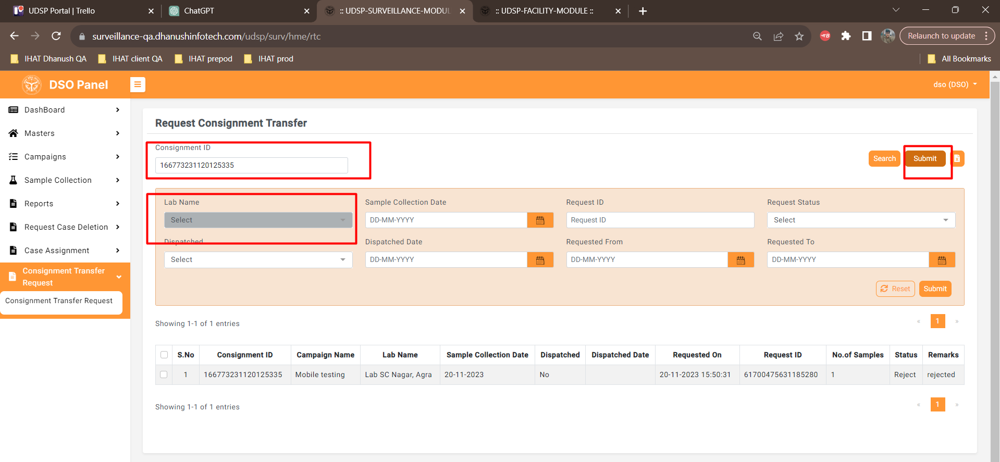 UDSP Portal | Trello
ChatGPT
:: UDSP-SURVEILLANCE-MODUL
:: UDSP-FACILITY-MODULE ::
surveillance-qa.dhanushinfotech.com/udsp/surv/hme/rtc
Relaunch to update
IHAT Dhanush QA
IHAT client QA
IHAT prepod
IHAT prod
All Bookmarks
DSO Panel
dso (DSO)
DashBoard
Masters
Campaigns
Sample Collection
Reports
Request Case Deletion
Case Assignment
Consignment Transfer
Request
Consignment Transfer Request
Request Consignment Transfer
Consignment ID
166773231120125335
Search
Submit
Lab Name
Sample Collection Date
Request ID
Request Status
Select
DD-MM-YYYY
Request ID
Select
Dispatched
Dispatched Date
Requested From
Requested To
Select
DD-MM-YYYY
DD-MM-YYYY
DD-MM-YYYY
Reset
Submit
Showing 1-1 of 1 entries
« 1 »
S.No Consignment ID Campaign Name Lab Name Sample Collection Date Dispatched Dispatched Date Requested On Request ID No.of Samples Status Remarks
1 166773231120125335 Mobile testing Lab SC Nagar, Agra 20-11-2023 No 20-11-2023 15:50:31 61700475631185280 1 Reject rejected
Showing 1-1 of 1 entries
« 1 »